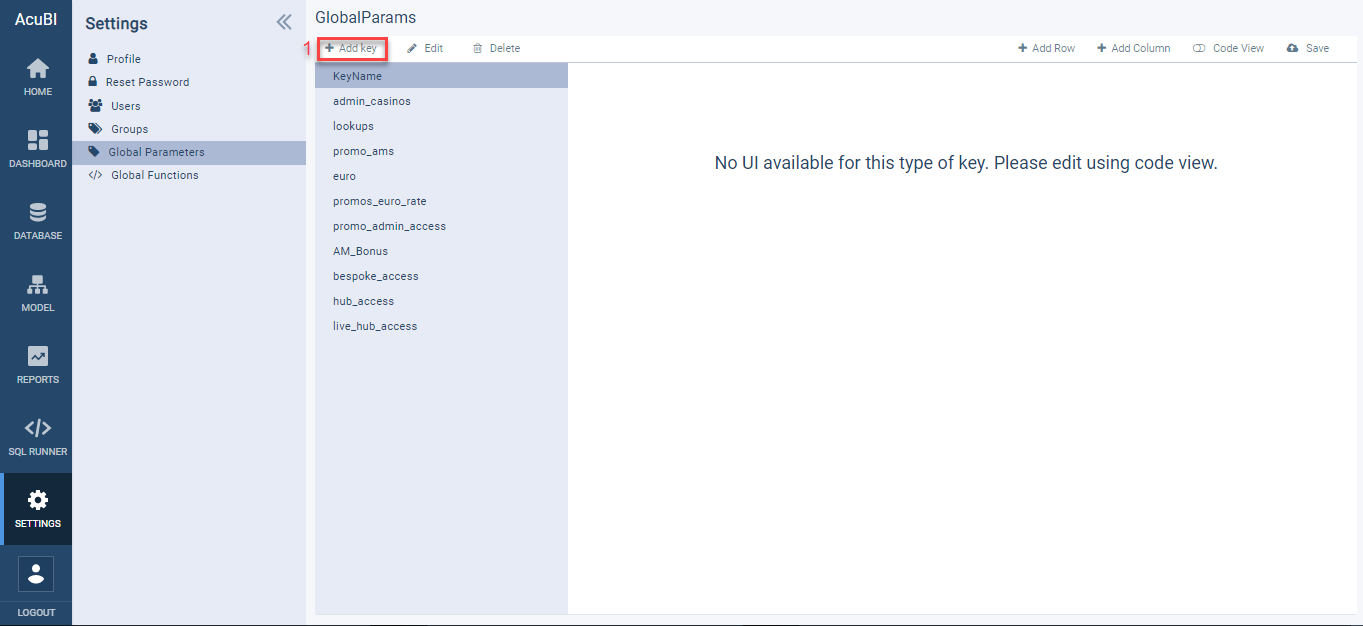 AcuBI
HOME
DASHBOARD
DATABASE
MODEL
REPORTS
SQL RUNNER
SETTINGS
LOGOUT
Settings
Profile
Reset Password
Users
Groups
Global Parameters
Global Functions
GlobalParams
1
Add key
Edit
Delete
Add Row
Add Column
Code View
Save
KeyName
admin_casinos
lookups
promo_ams
euro
promos_euro_rate
promo_admin_access
AM_Bonus
bespoke_access
hub_access
live_hub_access
No UI available for this type of key. Please edit using code view.